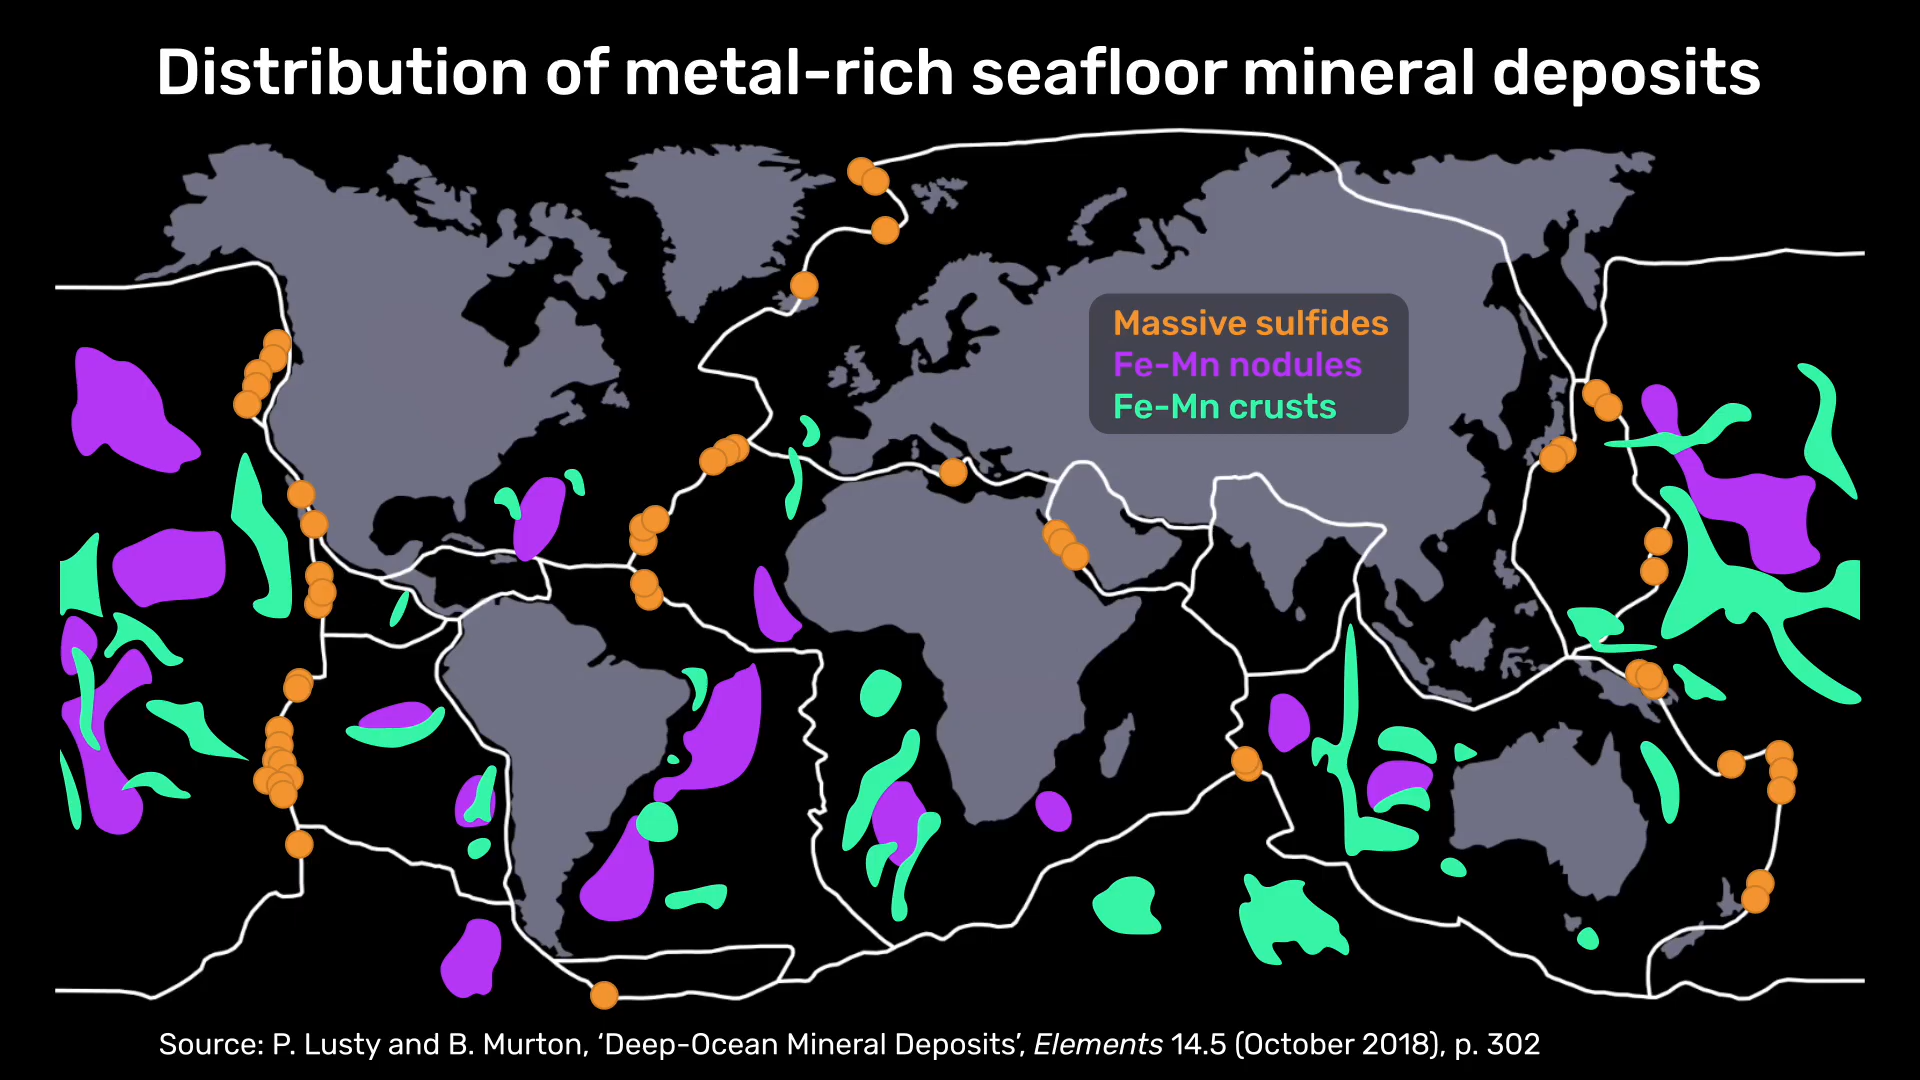 Distribution of metal-rich seafloor mineral deposits
Massive sulfides
Fe-Mn nodules
Fe-Mn crusts
Source: P. Lusty and B. Murton, ‘Deep-Ocean Mineral Deposits’, Elements 14.5 (October 2018), p. 302